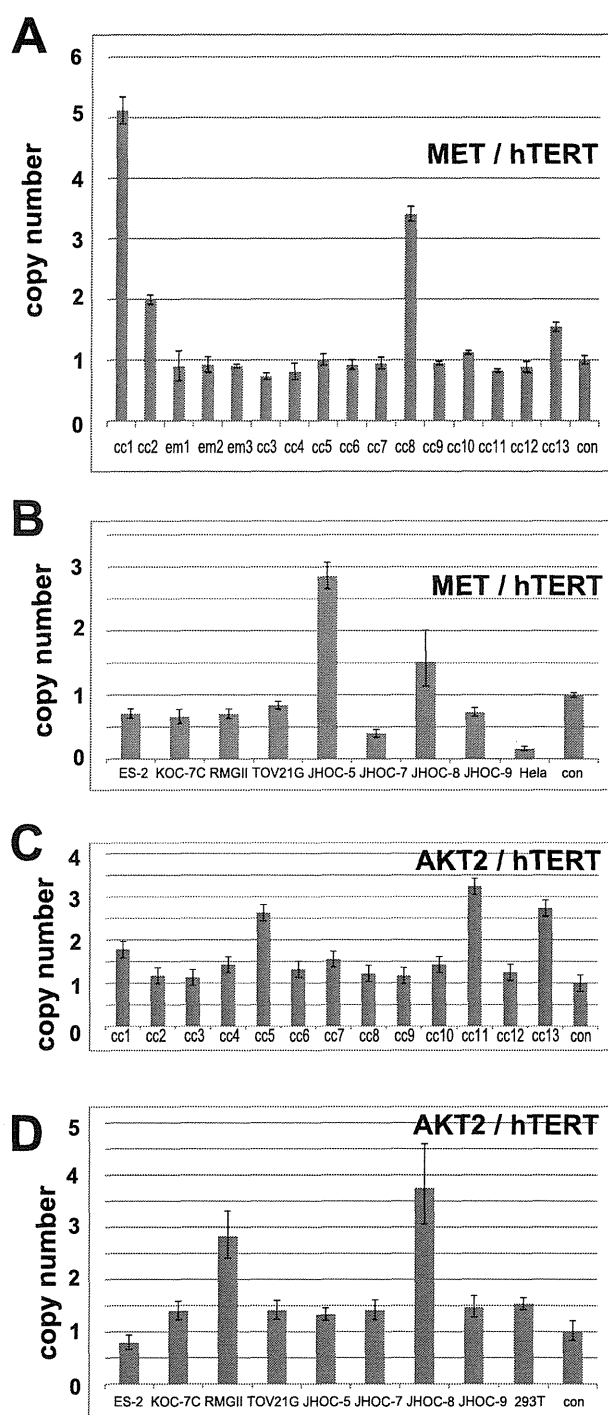 A
6
5
4
3
2
1
0
copy number
MET / hTERT
cc1 cc2 em1 em2 em3 cc3 cc4 cc5 cc6 cc7 cc8 cc9 cc10 cc11 cc12 cc13 con
B
3
2
1
0
copy number
MET / hTERT
ES-2 KOC-7C RMGII TOV21G JHOC-5 JHOC-7 JHOC-8 JHOC-9 Hela con
C
4
3
2
1
0
copy number
AKT2 / hTERT
cc1 cc2 cc3 cc4 cc5 cc6 cc7 cc8 cc9 cc10 cc11 cc12 cc13 con
D
5
4
3
2
1
0
copy number
AKT2 / hTERT
ES-2 KOC-7C RMGII TOV21G JHOC-5 JHOC-7 JHOC-8 JHOC-9 293T con